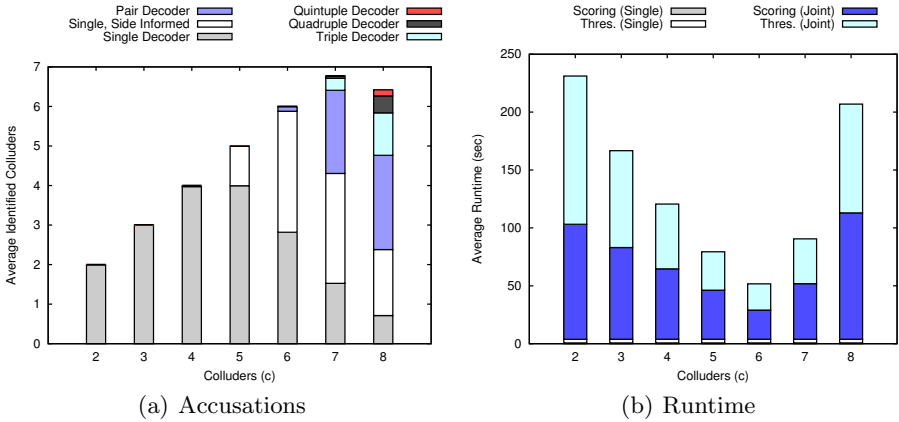 Pair Decoder
Single, Side Informed
Single Decoder
Quintuple Decoder
Quadruple Decoder
Triple Decoder
7
6
5
4
3
2
1
0
Average Identified Colluders
2 3 4 5 6 7 8
Colluders (c)
(a) Accusations
Scoring (Single)
Thres. (Single)
Scoring (Joint)
Thres. (Joint)
250
200
150
100
50
0
Average Runtime (sec)
2 3 4 5 6 7 8
Colluders (c)
(b) Runtime